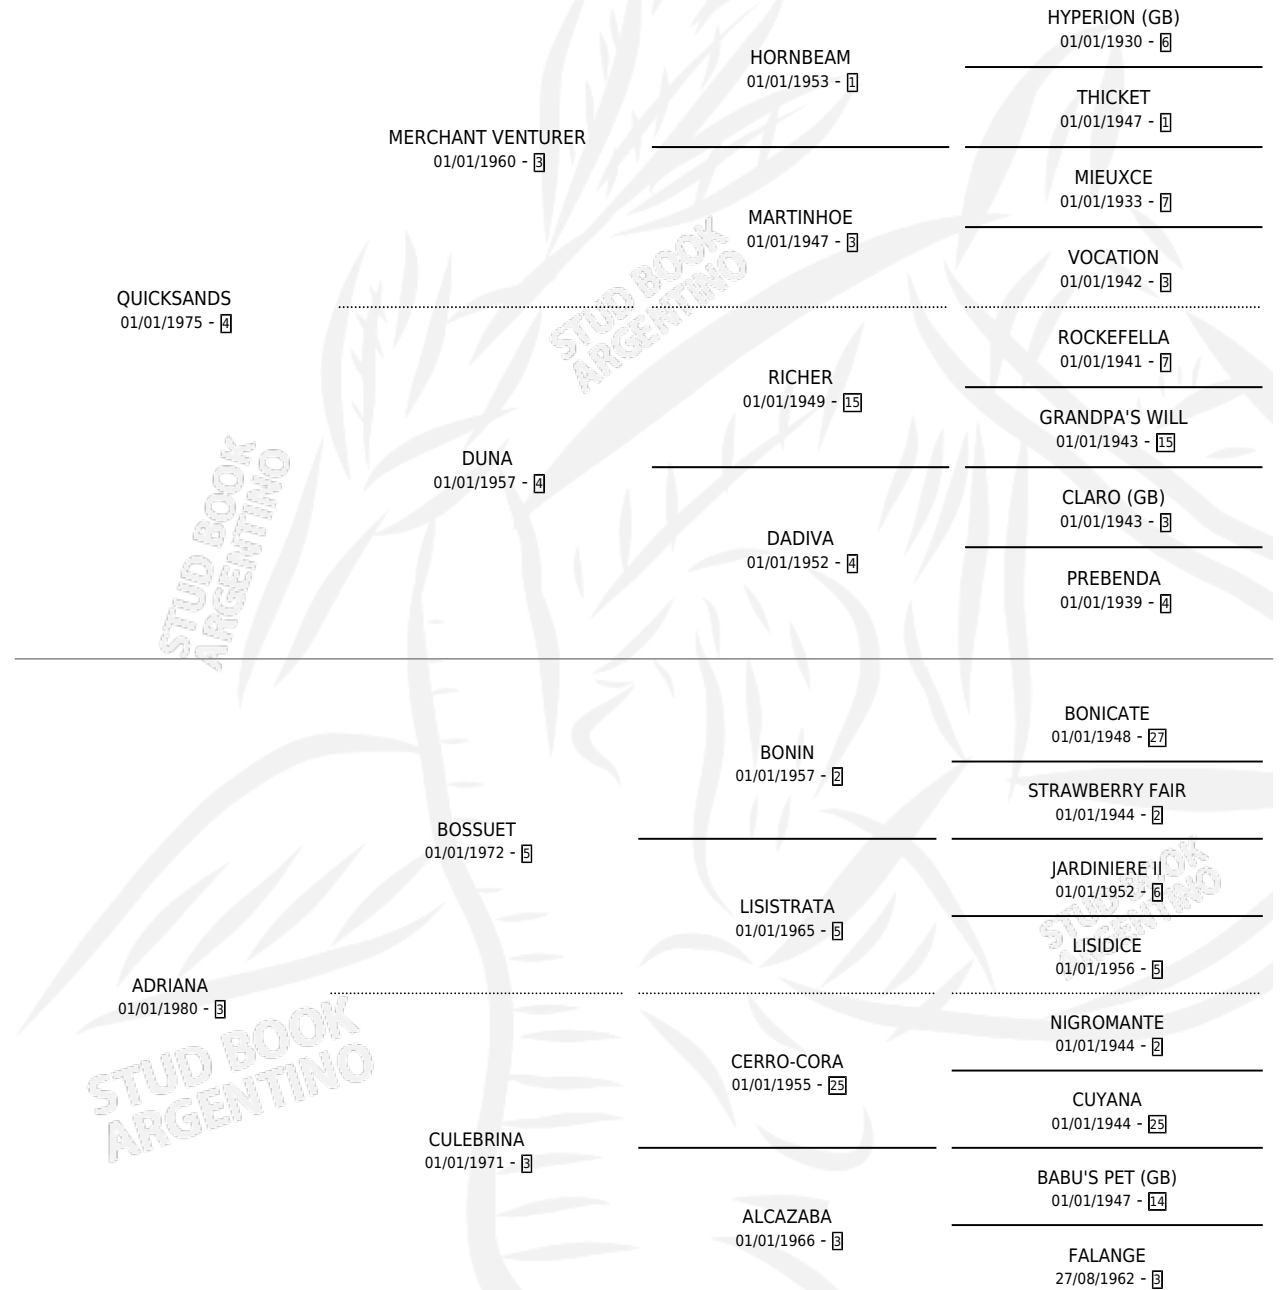 HYPERION (GB)
01/01/1930 - 6
HORNBEAM
01/01/1953 - 1
THICKET
01/01/1947 - 1
MERCHANT VENTURER
01/01/1960 - 3
MIEUXCE
01/01/1933 - 7
MARTINHOE
01/01/1947 - 3
VOCATION
01/01/1942 - 3
QUICKSANDS
01/01/1975 - 4
ROCKEFELLA
01/01/1941 - 7
RICHER
01/01/1949 - 15
GRANDPA'S WILL
01/01/1943 - 15
DUNA
01/01/1957 - 4
CLARO (GB)
01/01/1943 - 3
DADIVA
01/01/1952 - 4
PREBENDA
01/01/1939 - 4
BONICATE
01/01/1948 - 27
BONIN
01/01/1957 - 2
STRAWBERRY FAIR
01/01/1944 - 2
BOSSUET
01/01/1972 - 5
JARDINIERE II
01/01/1952 - 6
LISISTRATA
01/01/1965 - 5
LISIDICE
01/01/1956 - 5
ADRIANA
01/01/1980 - 3
NIGROMANTE
01/01/1944 - 2
CERRO-CORA
01/01/1955 - 25
CUYANA
01/01/1944 - 25
CULEBRINA
01/01/1971 - 3
BABU'S PET (GB)
01/01/1947 - 14
ALCAZABA
01/01/1966 - 3
FALANGE
27/08/1962 - 3
STUD BOOK
ARGENTINO
STUD BOOK
ARGENTINO
STUD BOOK
ARGENTINO
STUD BOOK
ARGENTINO